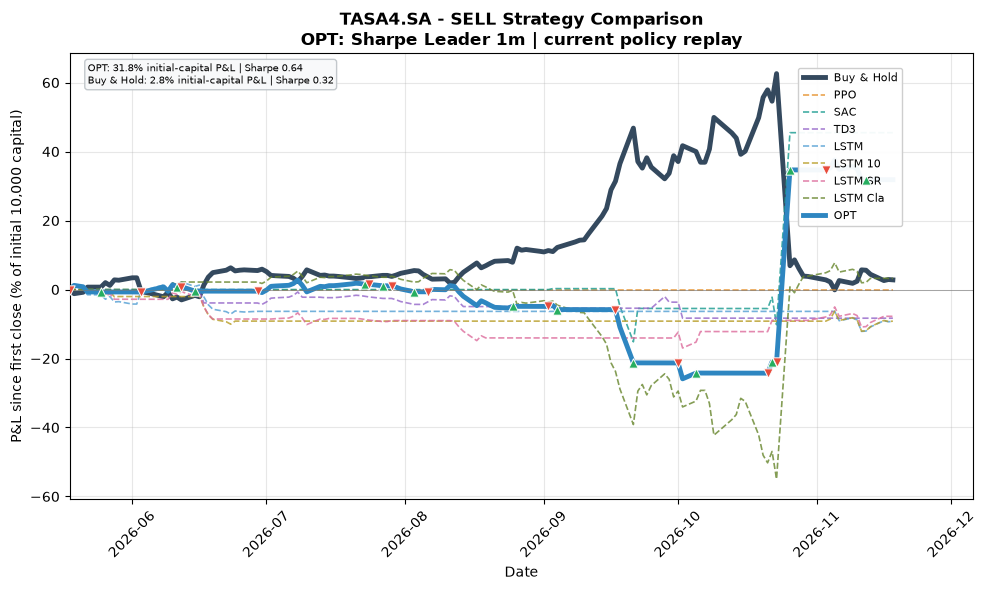 TASA4.SA - SELL Strategy Comparison
OPT: Sharpe Leader 1m | current policy replay
OPT: 31.8% initial-capital P&L | Sharpe 0.64
Buy & Hold: 2.8% initial-capital P&L | Sharpe 0.32
Buy & Hold
PPO
SAC
TD3
LSTM
LSTM 10
LSTM SR
LSTM Cla
OPT
P&L since first close (% of initial 10,000 capital)
60
40
20
0
−20
−40
−60
2026-06
2026-07
2026-08
2026-09
2026-10
2026-11
2026-12
Date